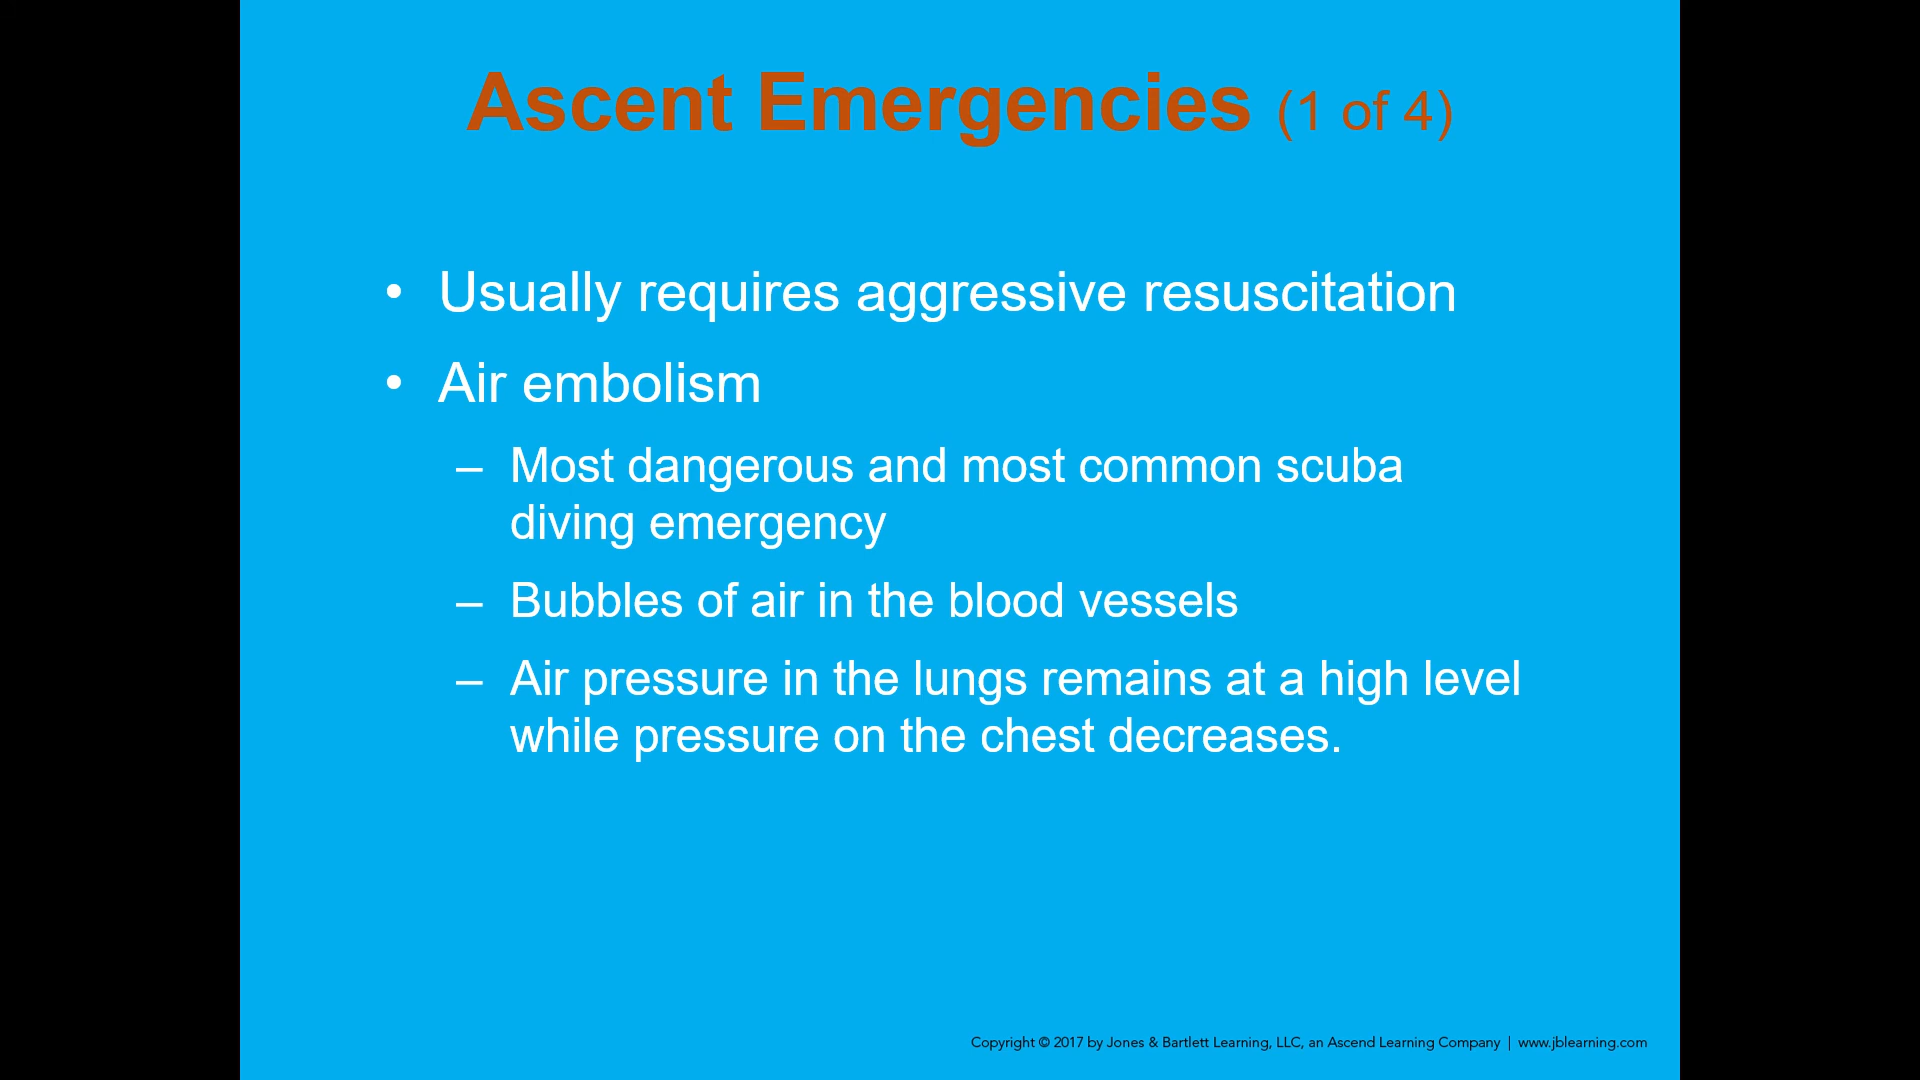 Ascent Emergencies (1 of 4)
• Usually requires aggressive resuscitation
• Air embolism
– Most dangerous and most common scuba
diving emergency
– Bubbles of air in the blood vessels
– Air pressure in the lungs remains at a high level
while pressure on the chest decreases.
Copyright © 2017 by Jones & Bartlett Learning, LLC, an Ascend Learning Company | www.jblearning.com